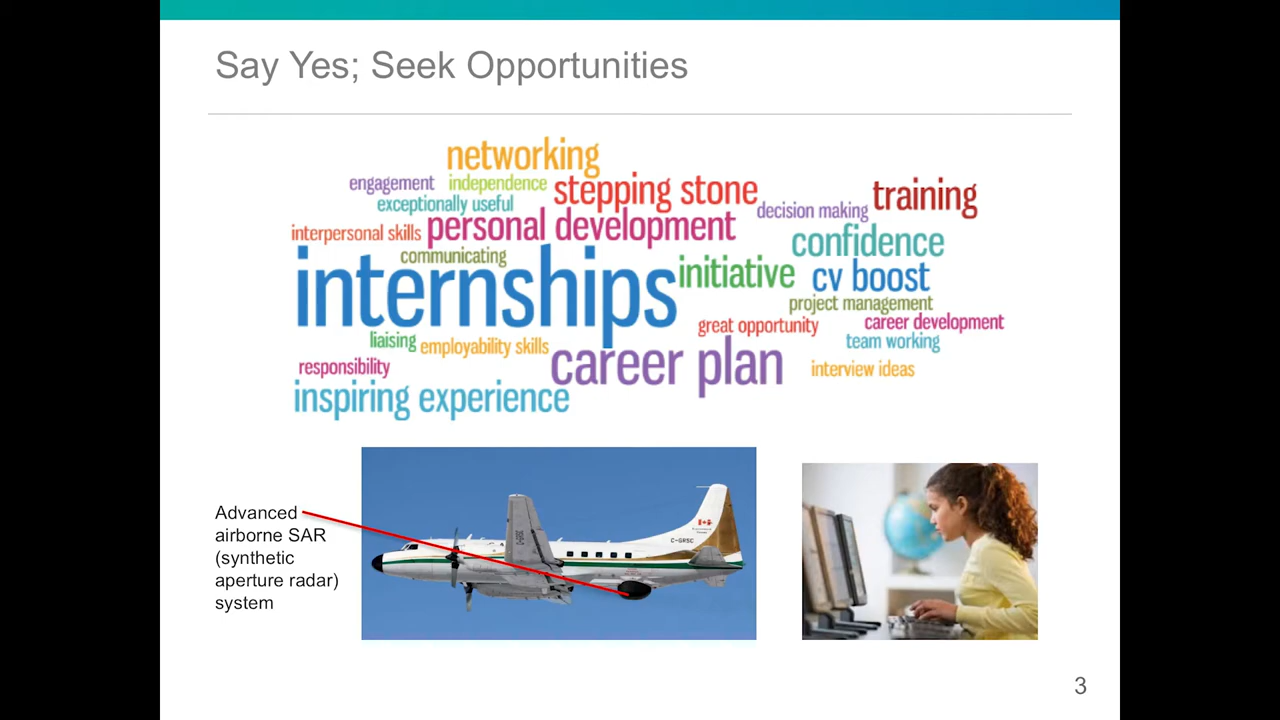 Say Yes; Seek Opportunities
networking
engagement
independence
stepping stone
training
exceptionally useful
decision making
interpersonal skills
personal development
confidence
communicating
internships
initiative
cv boost
project management
great opportunity
career development
liaising
employability skills
team working
career plan
responsibility
interview ideas
inspiring experience
Advanced
airborne SAR
(synthetic
aperture radar)
system
C-GRSC
3